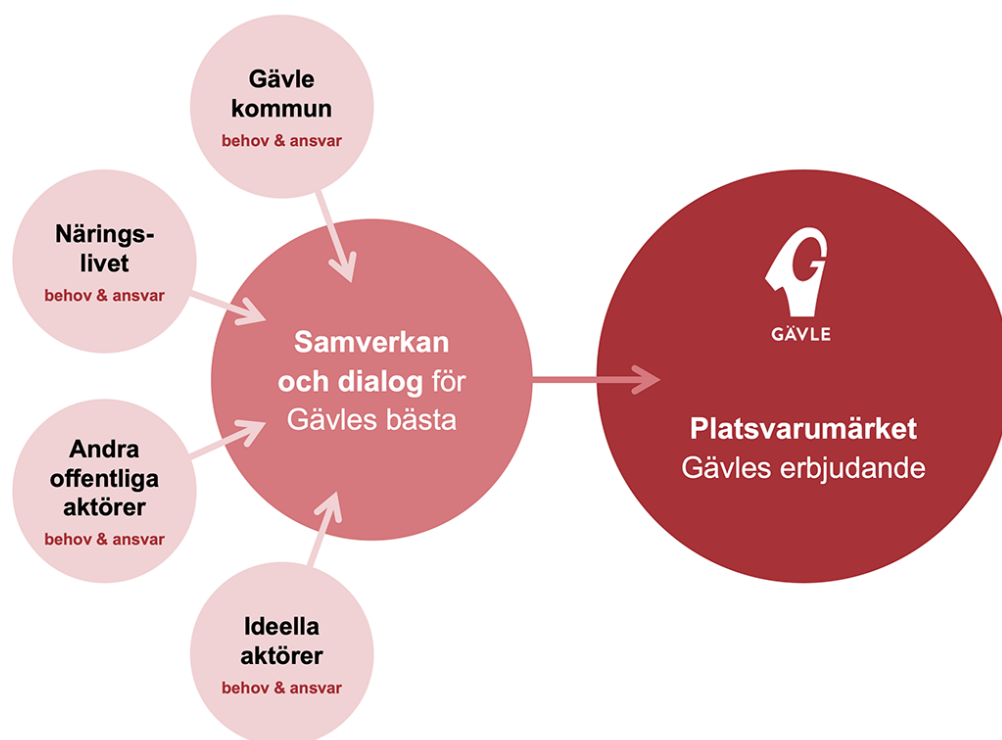 Gävle
kommun
behov & ansvar
Närings-
livet
behov & ansvar
Andra
offentliga
aktörer
behov & ansvar
Ideella
aktörer
behov & ansvar
Samverkan
och dialog för
Gävles bästa
GÄVLE
Platsvarumärket
Gävles erbjudande